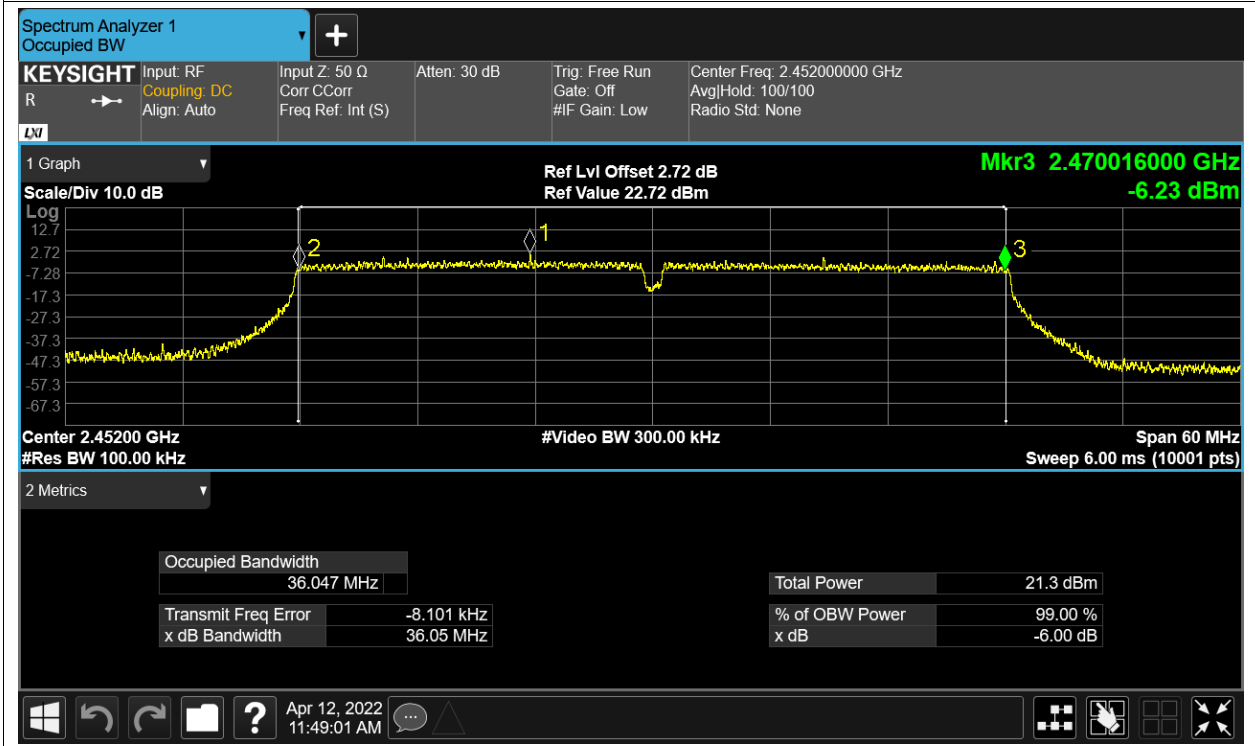 Spectrum Analyzer 1
Occupied BW
KEYSIGHT
R
LXI
Input: RF
Coupling: DC
Align: Auto
Input Z: 50 Ω
Corr CCorr
Freq Ref: Int (S)
Atten: 30 dB
Trig: Free Run
Gate: Off
#IF Gain: Low
Center Freq: 2.452000000 GHz
Avg|Hold: 100/100
Radio Std: None
1 Graph
Scale/Div 10.0 dB
Ref Lvl Offset 2.72 dB
Ref Value 22.72 dBm
Mkr3 2.470016000 GHz
-6.23 dBm
Log
12.7
2.72
-7.28
-17.3
-27.3
-37.3
-47.3
-57.3
-67.3
2
1
3
Center 2.45200 GHz
#Res BW 100.00 kHz
#Video BW 300.00 kHz
Span 60 MHz
Sweep 6.00 ms (10001 pts)
2 Metrics
Occupied Bandwidth
36.047 MHz
Transmit Freq Error -8.101 kHz
x dB Bandwidth 36.05 MHz
Total Power 21.3 dBm
% of OBW Power 99.00 %
x dB -6.00 dB
?
Apr 12, 2022
11:49:01 AM